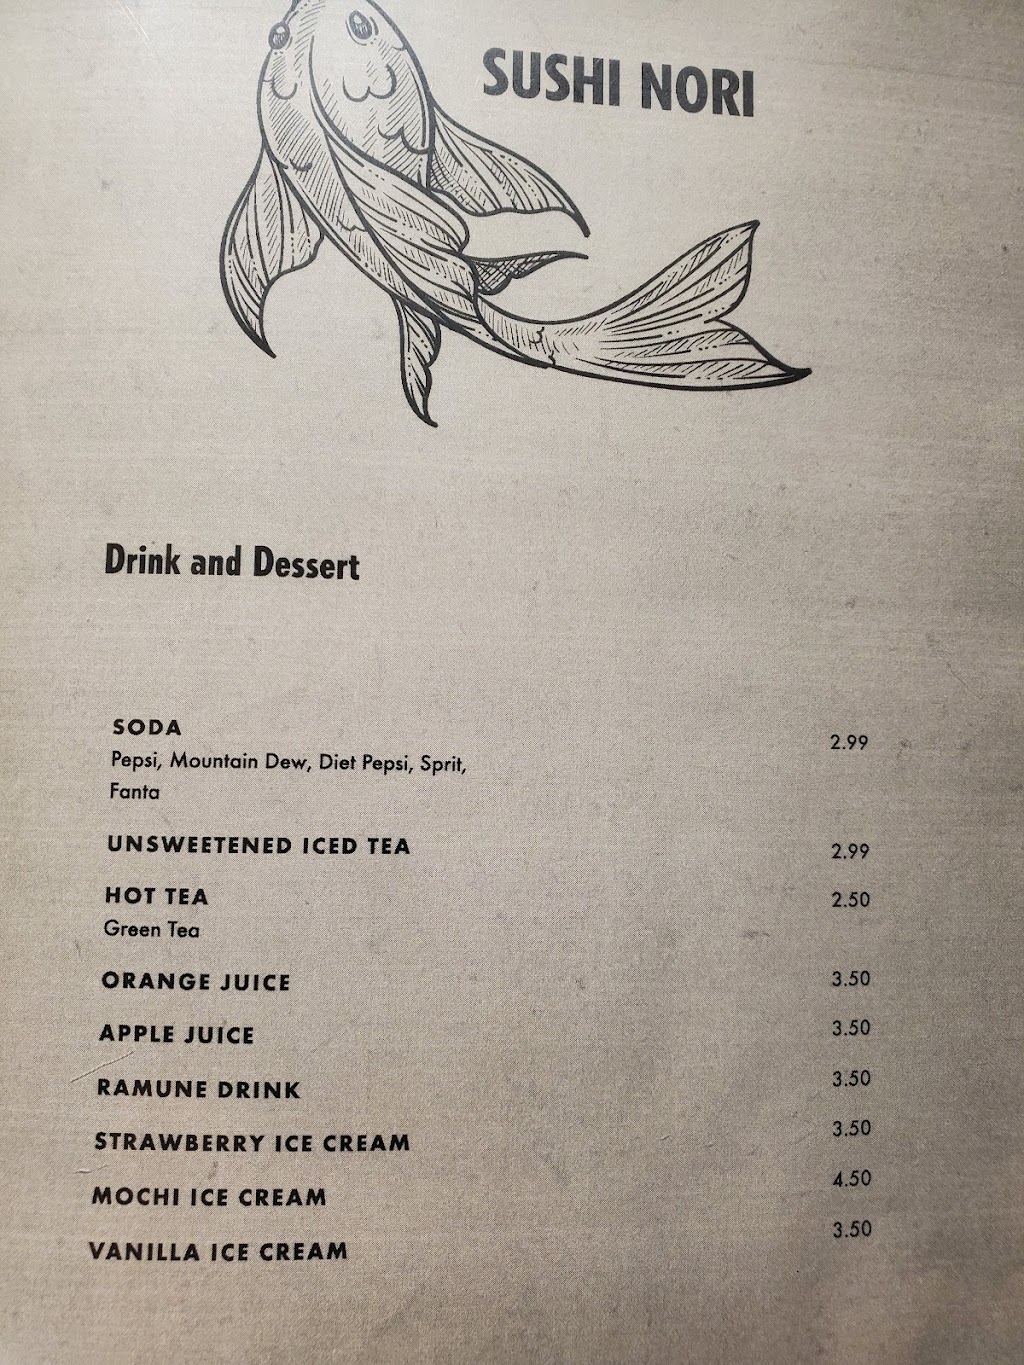 SUSHI NORI
Drink and Dessert
SODA 2.99
Pepsi, Mountain Dew, Diet Pepsi, Sprit,
Fanta
UNSWEETENED ICED TEA 2.99
HOT TEA 2.50
Green Tea
ORANGE JUICE 3.50
APPLE JUICE 3.50
RAMUNE DRINK 3.50
STRAWBERRY ICE CREAM 3.50
MOCHI ICE CREAM 4.50
VANILLA ICE CREAM 3.50